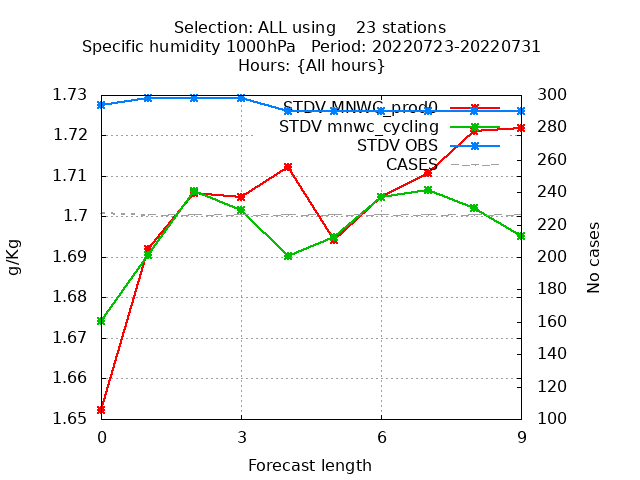 Selection: ALL using    23 stations
Specific humidity 1000hPa   Period: 20220723-20220731
Hours: {All hours}
STDV MNWC_prod0
STDV mnwc_cycling
STDV OBS
CASES
1.73
1.72
1.71
1.7
1.69
1.68
1.67
1.66
1.65
300
280
260
240
220
200
180
160
140
120
100
g/Kg
No cases
0
3
6
9
Forecast length